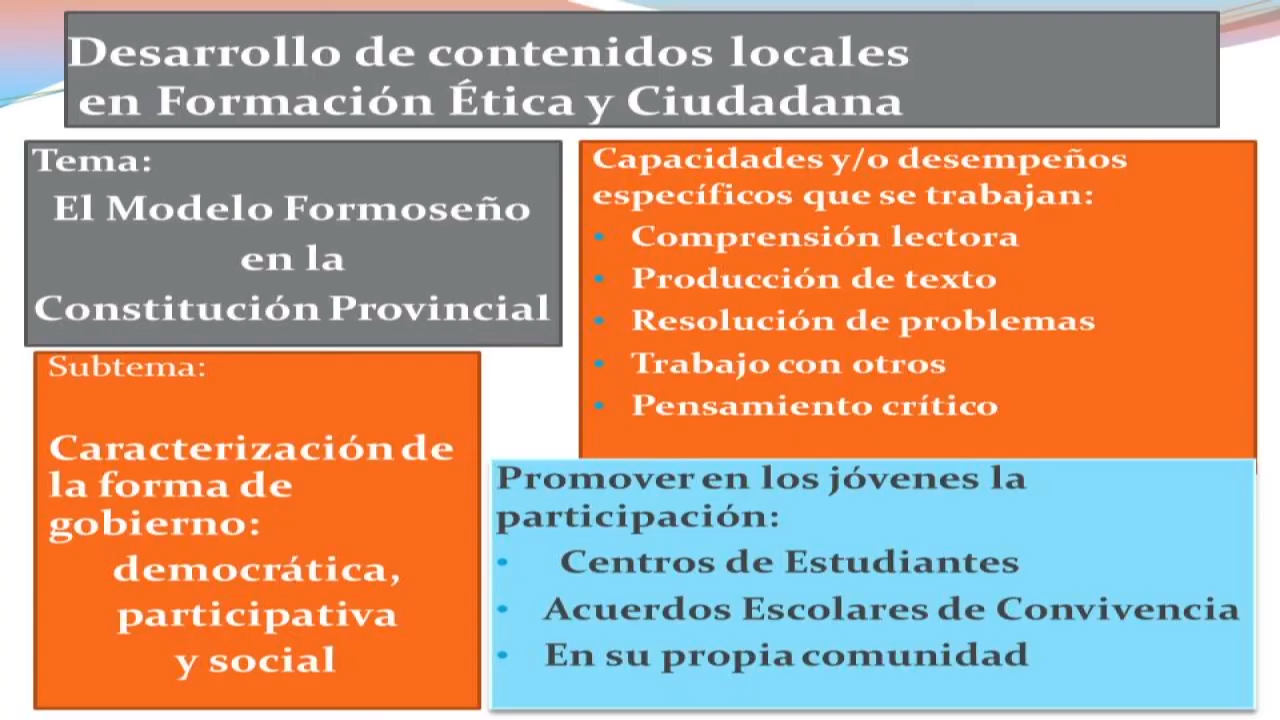 Desarrollo de contenidos locales
en Formación Ética y Ciudadana
Tema:
El Modelo Formoseño
en la
Constitución Provincial
Subtema:
Caracterización de
la forma de
gobierno:
democrática,
participativa
y social
Capacidades y/o desempeños
específicos que se trabajan:
• Comprensión lectora
• Producción de texto
• Resolución de problemas
• Trabajo con otros
• Pensamiento crítico
Promover en los jóvenes la
participación:
• Centros de Estudiantes
• Acuerdos Escolares de Convivencia
• En su propia comunidad